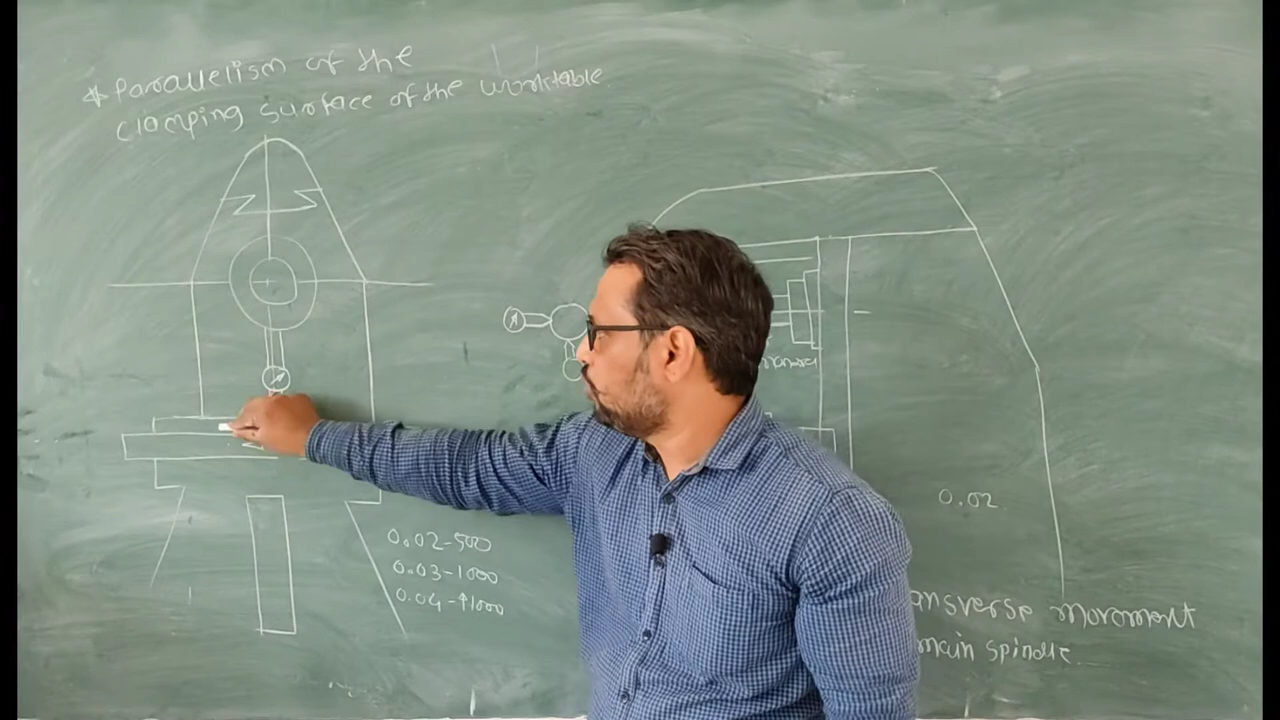 * Parallelism of the
clamping surface of the worktable
0.02-500
0.03-1000
0.04-↑1000
0.02
ansverse movement
main spindle.